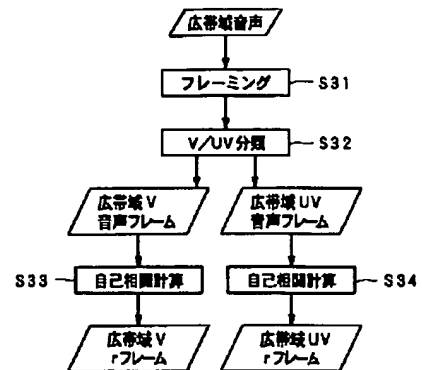 広帯域音声
フレーミング
S31
V/UV分類
S32
広帯域V
音声フレーム
広帯域UV
音声フレーム
S33
自己相関計算
自己相関計算
S34
広帯域V
rフレーム
広帯域UV
rフレーム